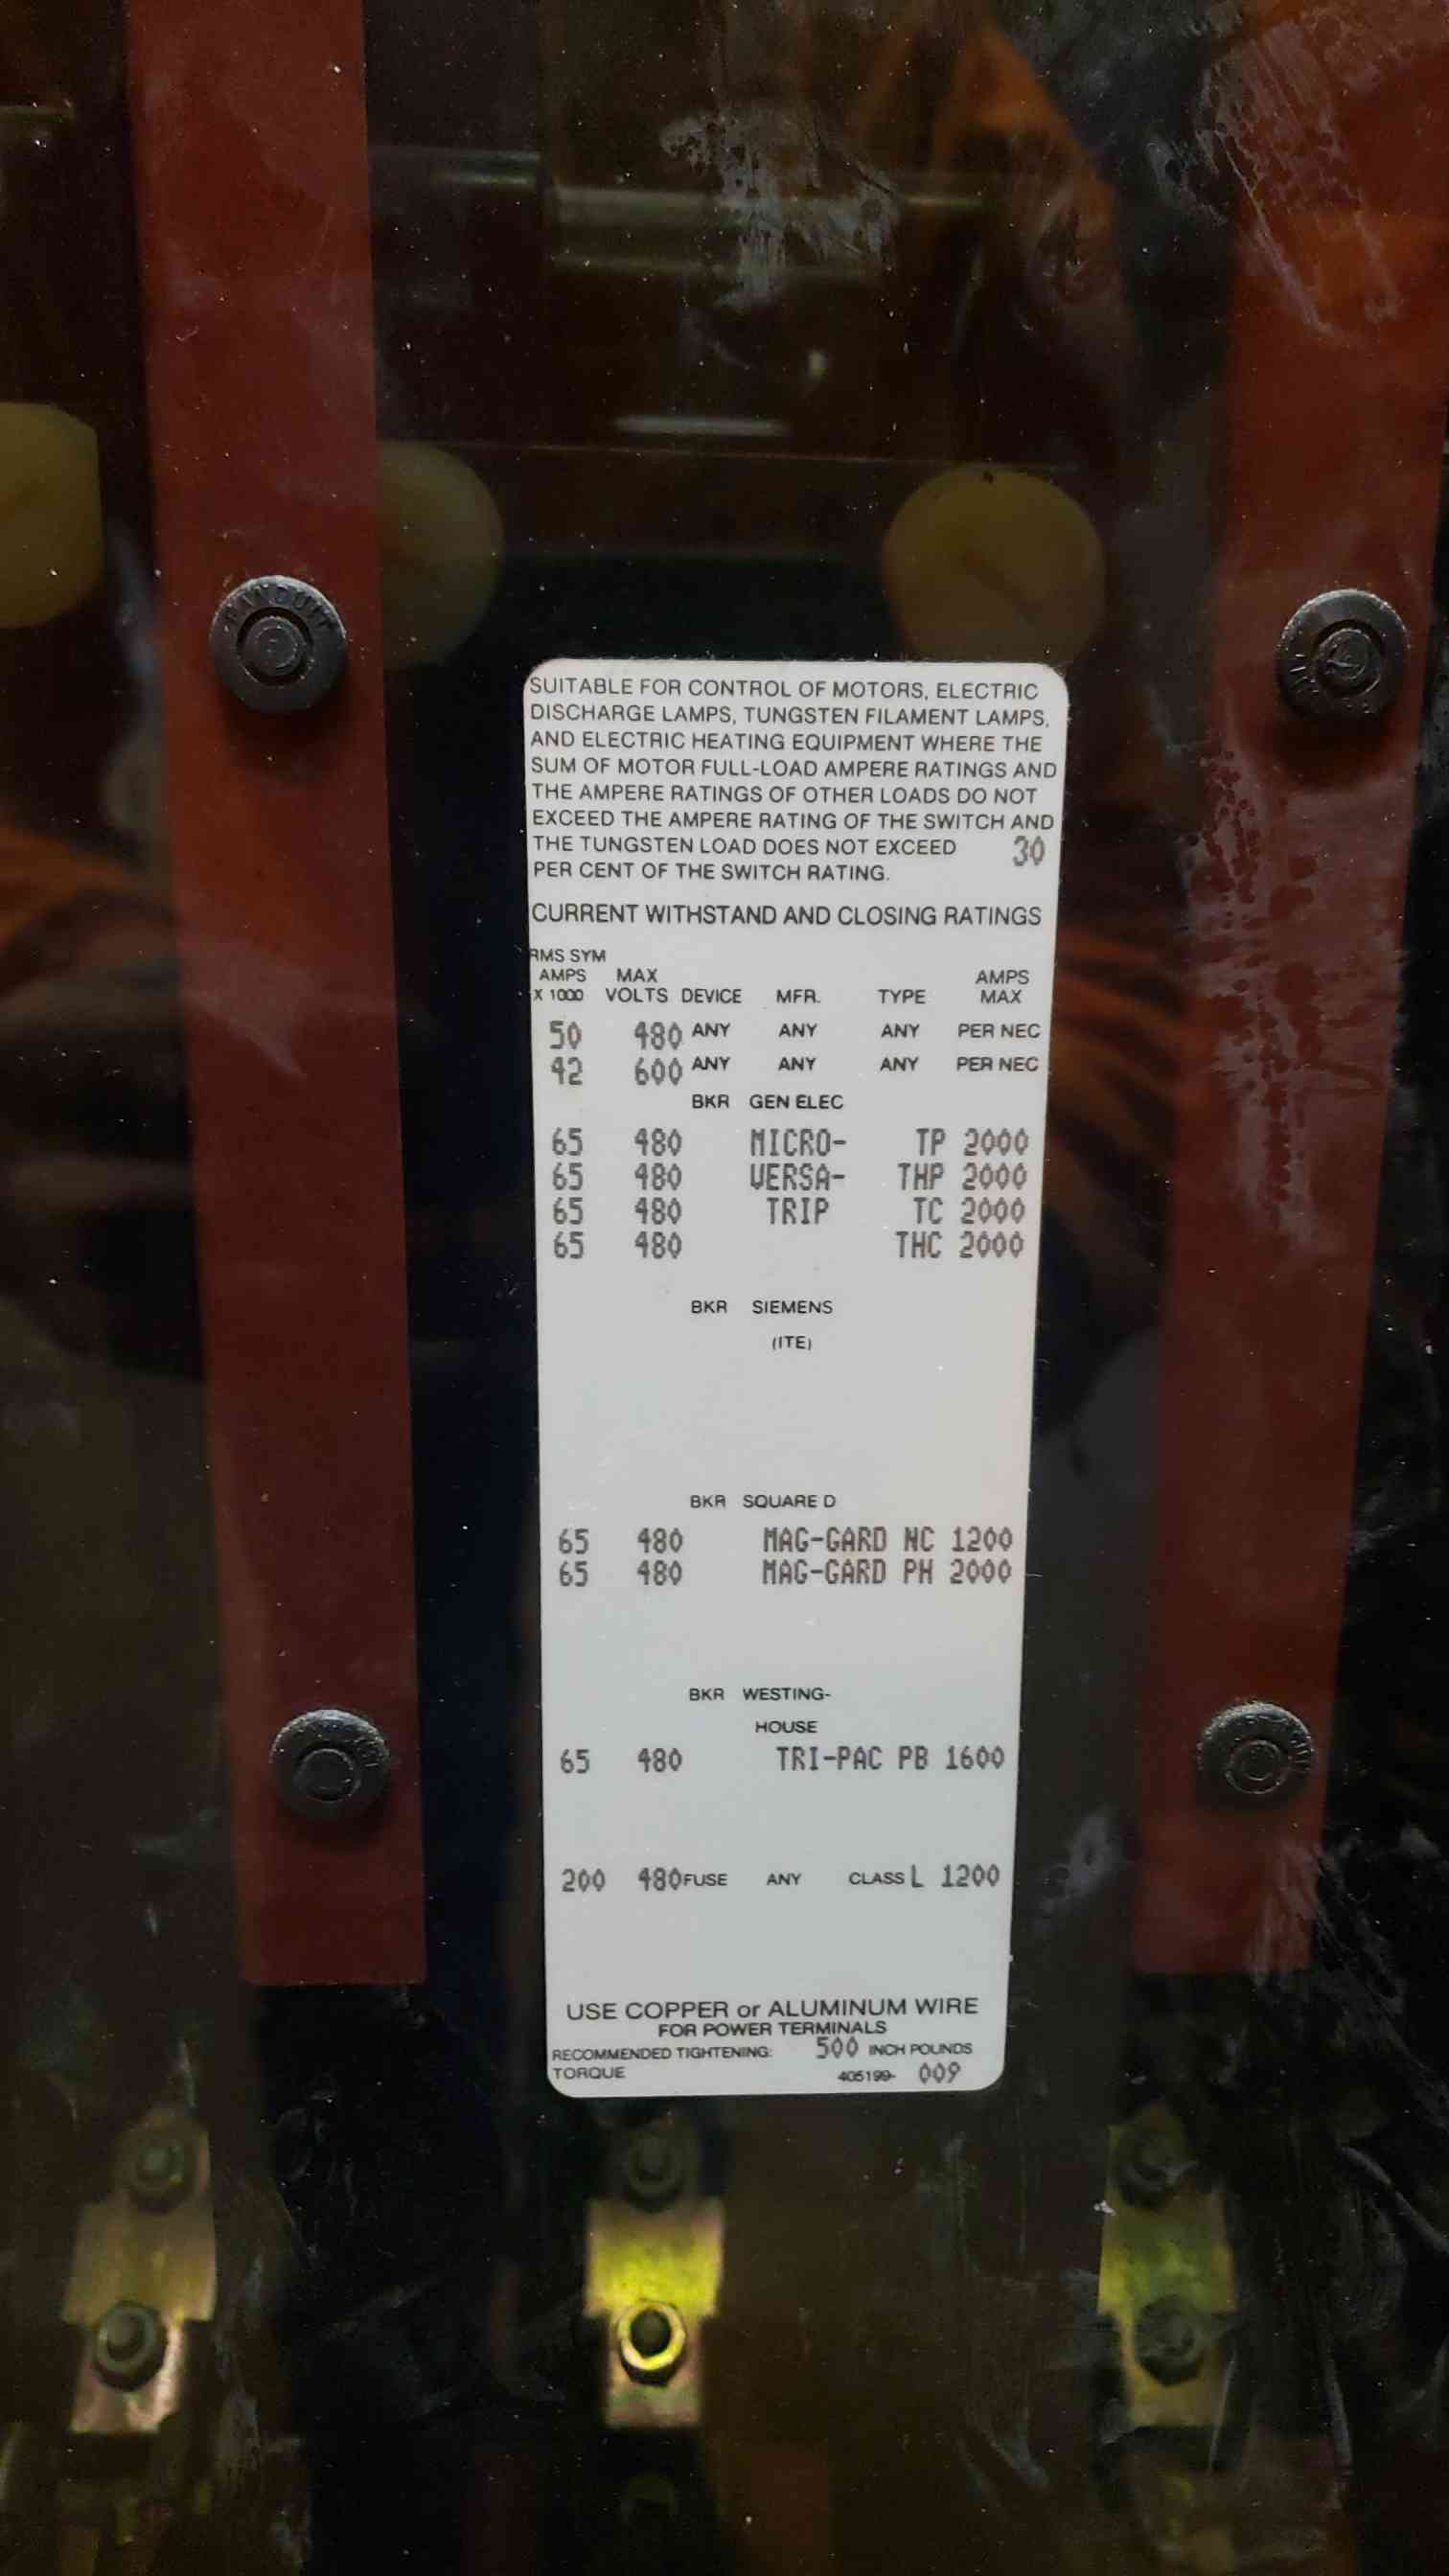 PANDUIT
SUITABLE FOR CONTROL OF MOTORS, ELECTRIC
DISCHARGE LAMPS, TUNGSTEN FILAMENT LAMPS,
AND ELECTRIC HEATING EQUIPMENT WHERE THE
SUM OF MOTOR FULL-LOAD AMPERE RATINGS AND
THE AMPERE RATINGS OF OTHER LOADS DO NOT
EXCEED THE AMPERE RATING OF THE SWITCH AND
THE TUNGSTEN LOAD DOES NOT EXCEED 30
PER CENT OF THE SWITCH RATING.
CURRENT WITHSTAND AND CLOSING RATINGS
RMS SYM
AMPS MAX AMPS
X 1000 VOLTS DEVICE MFR. TYPE MAX
50 480 ANY ANY ANY PER NEC
42 600 ANY ANY ANY PER NEC
BKR GEN ELEC
65 480 MICRO- TP 2000
65 480 VERSA- THP 2000
65 480 TRIP TC 2000
65 480 THC 2000
BKR SIEMENS
(ITE)
BKR SQUARE D
65 480 MAG-GARD NC 1200
65 480 MAG-GARD PH 2000
BKR WESTING-
HOUSE
65 480 TRI-PAC PB 1600
200 480 FUSE ANY CLASS L 1200
USE COPPER or ALUMINUM WIRE
FOR POWER TERMINALS
RECOMMENDED TIGHTENING: 500 INCH POUNDS
TORQUE 405199- 009